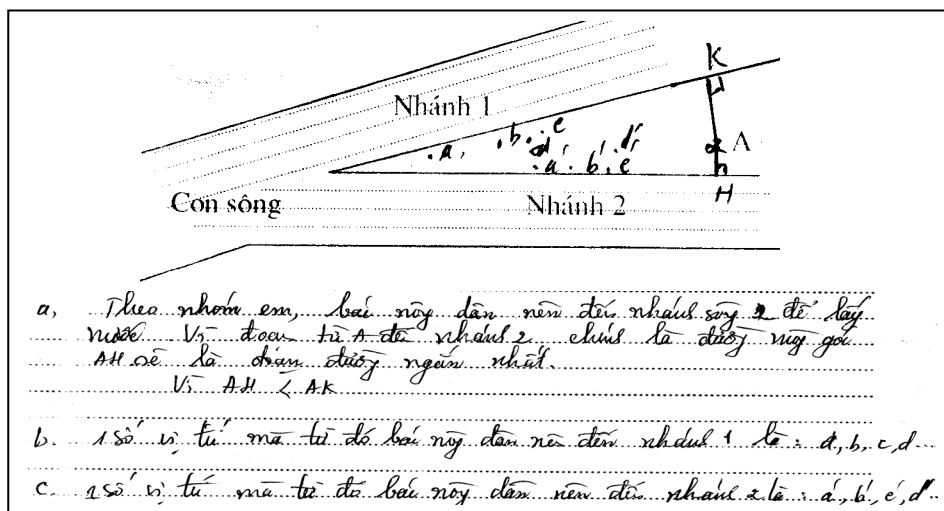 K
Nhánh 1
.a, .b. .c
d
. d'
.a' b'. c'
A
H
Con sông
Nhánh 2
a, Theo nhóm em, bác nông dân nên đến nhánh sông 2 để lấy
nước Vì đoạn từ A đến nhánh 2 chính là đường vuông góc
AH sẽ là đoạn đường ngắn nhất.
Vì AH < AK
b. 1 số vị trí mà từ đó bác nông dân nên đến nhánh 1 là: a, b, c, d...
c. 1 số vị trí mà từ đó bác nông dân nên đến nhánh 2 là: a', b', c', d'...